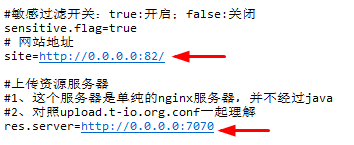 #敏感过滤开关：true:开启；false:关闭
sensitive.flag=true
# 网站地址
site=http://0.0.0.0:82/
#上传资源服务器
#1、这个服务器是单纯的nginx服务器，并不经过java
#2、对照upload.t-io.org.conf一起理解
res.server=http://0.0.0.0:7070